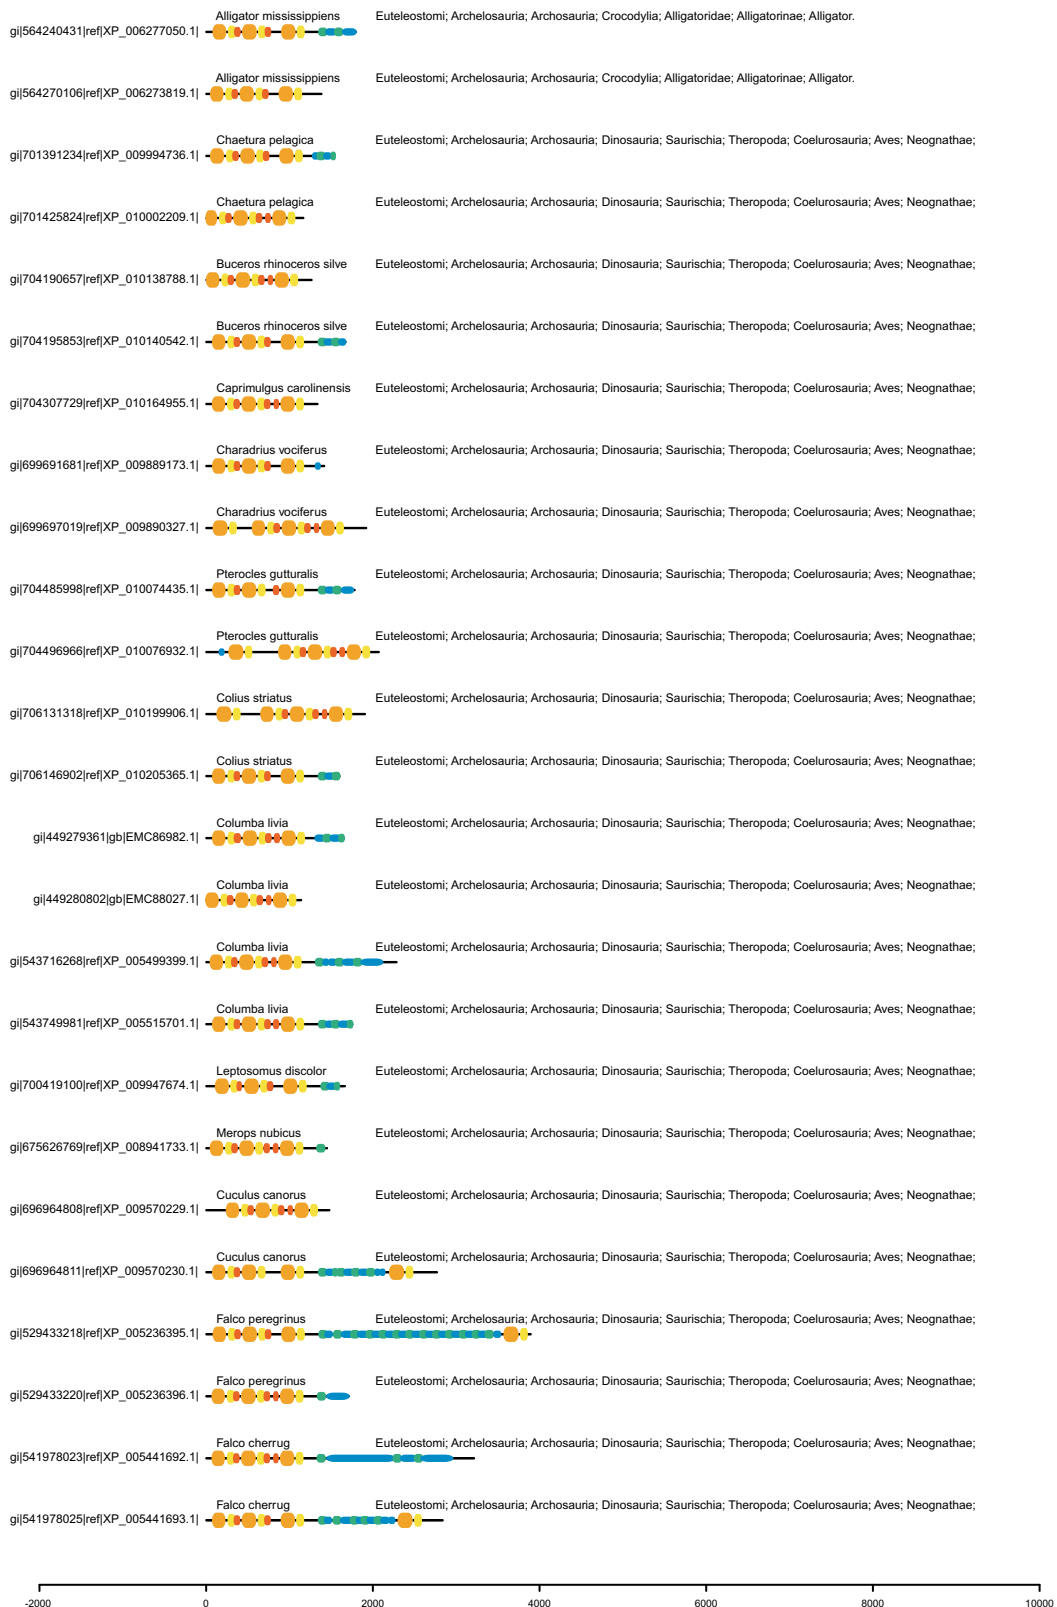 Alligator mississippiens Euteleostomi; Archelosauria; Archosauria; Crocodylia; Alligatoridae; Alligatorinae; Alligator.
gi|564240431|ref|XP_006277050.1|
Alligator mississippiens Euteleostomi; Archelosauria; Archosauria; Crocodylia; Alligatoridae; Alligatorinae; Alligator.
gi|564270106|ref|XP_006273819.1|
Chaetura pelagica Euteleostomi; Archelosauria; Archosauria; Dinosauria; Saurischia; Theropoda; Coelurosauria; Aves; Neognathae;
gi|701391234|ref|XP_009994736.1|
Chaetura pelagica Euteleostomi; Archelosauria; Archosauria; Dinosauria; Saurischia; Theropoda; Coelurosauria; Aves; Neognathae;
gi|701425824|ref|XP_010002209.1|
Buceros rhinoceros silve Euteleostomi; Archelosauria; Archosauria; Dinosauria; Saurischia; Theropoda; Coelurosauria; Aves; Neognathae;
gi|704190657|ref|XP_010138788.1|
Buceros rhinoceros silve Euteleostomi; Archelosauria; Archosauria; Dinosauria; Saurischia; Theropoda; Coelurosauria; Aves; Neognathae;
gi|704195853|ref|XP_010140542.1|
Caprimulgus carolinensis Euteleostomi; Archelosauria; Archosauria; Dinosauria; Saurischia; Theropoda; Coelurosauria; Aves; Neognathae;
gi|704307729|ref|XP_010164955.1|
Charadrius vociferus Euteleostomi; Archelosauria; Archosauria; Dinosauria; Saurischia; Theropoda; Coelurosauria; Aves; Neognathae;
gi|699691681|ref|XP_009889173.1|
Charadrius vociferus Euteleostomi; Archelosauria; Archosauria; Dinosauria; Saurischia; Theropoda; Coelurosauria; Aves; Neognathae;
gi|699697019|ref|XP_009890327.1|
Pterocles gutturalis Euteleostomi; Archelosauria; Archosauria; Dinosauria; Saurischia; Theropoda; Coelurosauria; Aves; Neognathae;
gi|704485998|ref|XP_010074435.1|
Pterocles gutturalis Euteleostomi; Archelosauria; Archosauria; Dinosauria; Saurischia; Theropoda; Coelurosauria; Aves; Neognathae;
gi|704496966|ref|XP_010076932.1|
Colius striatus Euteleostomi; Archelosauria; Archosauria; Dinosauria; Saurischia; Theropoda; Coelurosauria; Aves; Neognathae;
gi|706131318|ref|XP_010199906.1|
Colius striatus Euteleostomi; Archelosauria; Archosauria; Dinosauria; Saurischia; Theropoda; Coelurosauria; Aves; Neognathae;
gi|706146902|ref|XP_010205365.1|
Columba livia Euteleostomi; Archelosauria; Archosauria; Dinosauria; Saurischia; Theropoda; Coelurosauria; Aves; Neognathae;
gi|449279361|gb|EMC86982.1|
Columba livia Euteleostomi; Archelosauria; Archosauria; Dinosauria; Saurischia; Theropoda; Coelurosauria; Aves; Neognathae;
gi|449280802|gb|EMC88027.1|
Columba livia Euteleostomi; Archelosauria; Archosauria; Dinosauria; Saurischia; Theropoda; Coelurosauria; Aves; Neognathae;
gi|543716268|ref|XP_005499399.1|
Columba livia Euteleostomi; Archelosauria; Archosauria; Dinosauria; Saurischia; Theropoda; Coelurosauria; Aves; Neognathae;
gi|543749981|ref|XP_005515701.1|
Leptosomus discolor Euteleostomi; Archelosauria; Archosauria; Dinosauria; Saurischia; Theropoda; Coelurosauria; Aves; Neognathae;
gi|700419100|ref|XP_009947674.1|
Merops nubicus Euteleostomi; Archelosauria; Archosauria; Dinosauria; Saurischia; Theropoda; Coelurosauria; Aves; Neognathae;
gi|675626769|ref|XP_008941733.1|
Cuculus canorus Euteleostomi; Archelosauria; Archosauria; Dinosauria; Saurischia; Theropoda; Coelurosauria; Aves; Neognathae;
gi|696964808|ref|XP_009570229.1|
Cuculus canorus Euteleostomi; Archelosauria; Archosauria; Dinosauria; Saurischia; Theropoda; Coelurosauria; Aves; Neognathae;
gi|696964811|ref|XP_009570230.1|
Falco peregrinus Euteleostomi; Archelosauria; Archosauria; Dinosauria; Saurischia; Theropoda; Coelurosauria; Aves; Neognathae;
gi|529433218|ref|XP_005236395.1|
Falco peregrinus Euteleostomi; Archelosauria; Archosauria; Dinosauria; Saurischia; Theropoda; Coelurosauria; Aves; Neognathae;
gi|529433220|ref|XP_005236396.1|
Falco cherrug Euteleostomi; Archelosauria; Archosauria; Dinosauria; Saurischia; Theropoda; Coelurosauria; Aves; Neognathae;
gi|541978023|ref|XP_005441692.1|
Falco cherrug Euteleostomi; Archelosauria; Archosauria; Dinosauria; Saurischia; Theropoda; Coelurosauria; Aves; Neognathae;
gi|541978025|ref|XP_005441693.1|
-2000 0 2000 4000 6000 8000 10000